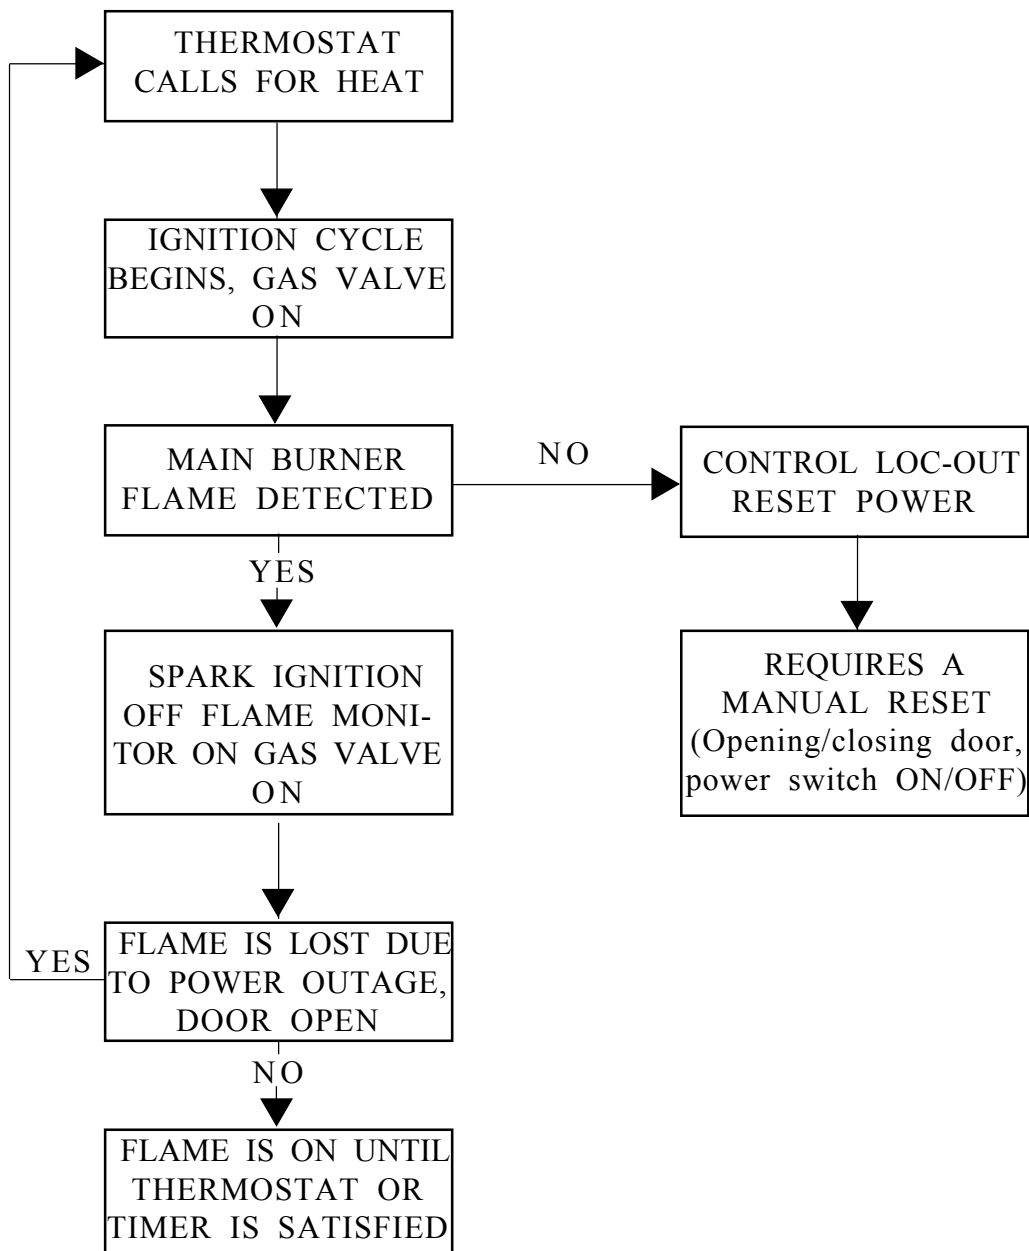 THERMOSTAT
CALLS FOR HEAT
IGNITION CYCLE
BEGINS, GAS VALVE
ON
MAIN BURNER
FLAME DETECTED
NO
CONTROL LOC-OUT
RESET POWER
YES
SPARK IGNITION
OFF FLAME MONI-
TOR ON GAS VALVE
ON
REQUIRES A
MANUAL RESET
(Opening/closing door,
power switch ON/OFF)
YES
FLAME IS LOST DUE
TO POWER OUTAGE,
DOOR OPEN
NO
FLAME IS ON UNTIL
THERMOSTAT OR
TIMER IS SATISFIED